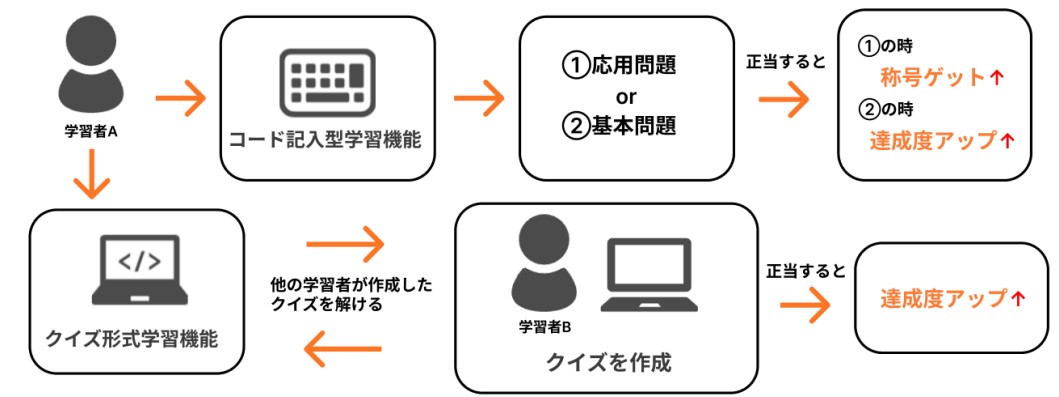 学習者A
コード記入型学習機能
①応用問題
or
②基本問題
正当すると
①の時
称号ゲット↑
②の時
達成度アップ↑
</>
クイズ形式学習機能
他の学習者が作成した
クイズを解ける
学習者B
クイズを作成
正当すると
達成度アップ↑